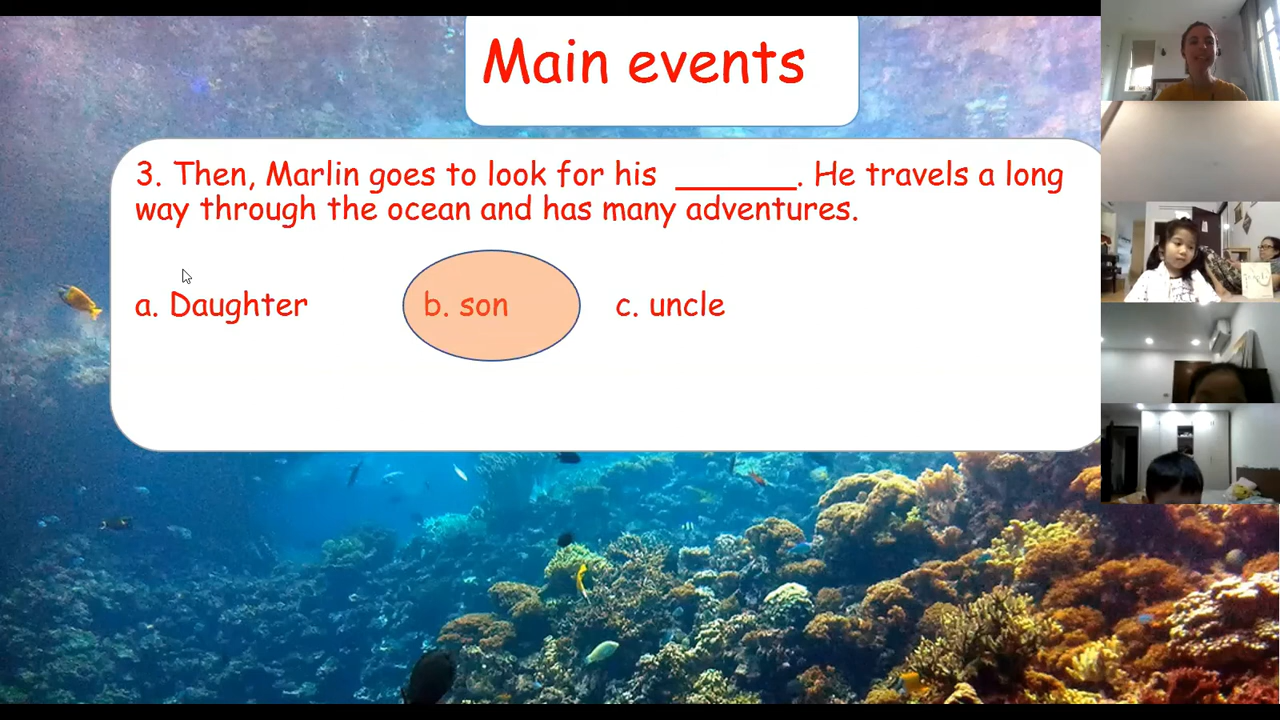 Main events
3. Then, Marlin goes to look for his ______. He travels a long
way through the ocean and has many adventures.
a. Daughter b. son c. uncle